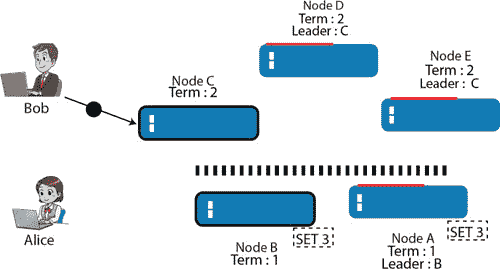 Node D
Term : 2
Leader : C
Node E
Term : 2
Leader : C
Node C
Term : 2
Bob
Alice
SET 3
Node B
Term : 1
SET 3
Node A
Term : 1
Leader : B